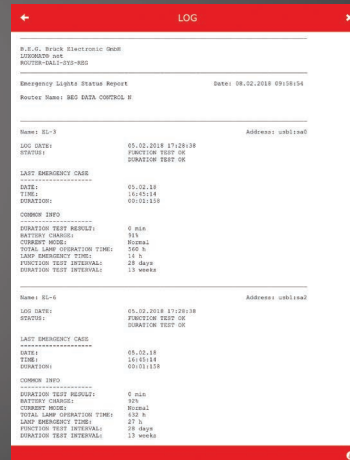 LOG
B.E.G. Brück Electronic GmbH
LUXOMAT® net
ROUTER-DALI-SYS-REG
Emergency Lights Status Report Date: 08.02.2018 09:58:54
Router Name: BEG DATA CONTROL N
Name: EL-3 Address: usb1:sa0
LOG DATE: 05.02.2018 17:28:38
STATUS: FUNCTION TEST OK
DURATION TEST OK
LAST EMERGENCY CASE
DATE: 05.02.18
TIME: 16:45:14
DURATION: 00:01:15H
COMMON INFO
DURATION TEST RESULT: 0 min
BATTERY CHARGE: 91%
CURRENT MODE: Normal
TOTAL LAMP OPERATION TIME: 560 h
LAMP EMERGENCY TIME: 14 h
FUNCTION TEST INTERVAL: 28 days
DURATION TEST INTERVAL: 13 weeks
Name: EL-6 Address: usb1:sa2
LOG DATE: 05.02.2018 17:28:38
STATUS: FUNCTION TEST OK
DURATION TEST OK
LAST EMERGENCY CASE
DATE: 05.02.18
TIME: 16:45:14
DURATION: 00:01:15H
COMMON INFO
DURATION TEST RESULT: 0 min
BATTERY CHARGE: 92%
CURRENT MODE: Normal
TOTAL LAMP OPERATION TIME: 632 h
LAMP EMERGENCY TIME: 27 h
FUNCTION TEST INTERVAL: 28 days
DURATION TEST INTERVAL: 13 weeks